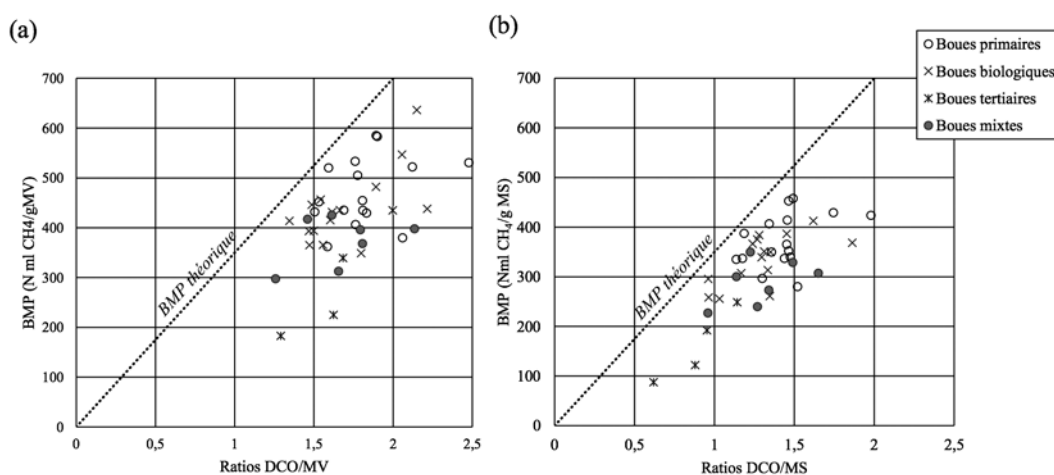 (a)
(b)
Boues primaires
Boues biologiques
Boues tertiaires
Boues mixtes
700
600
500
400
300
200
100
0
0
0,5
1
1,5
2
2,5
BMP (N ml CH4/gMV)
BMP théorique
Ratios DCO/MV
700
600
500
400
300
200
100
0
0
0,5
1
1,5
2
2,5
BMP (Nml CH₄/g MS)
BMP théorique
Ratios DCO/MS